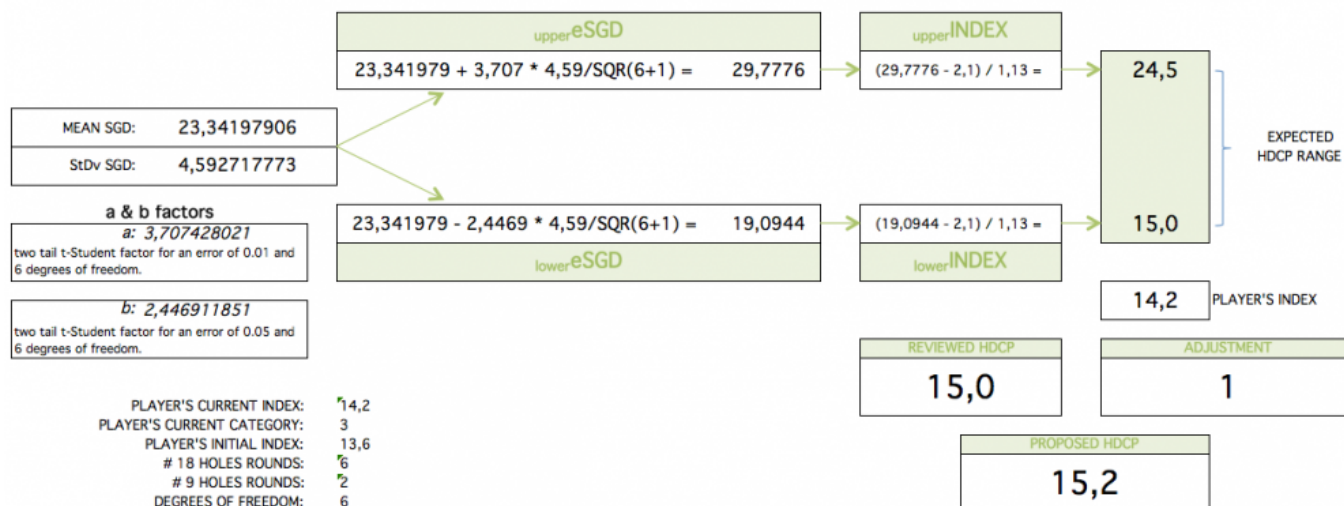 uppereSGD
upperINDEX
23,341979 + 3,707 * 4,59/SQR(6+1) = 29,7776
(29,7776 - 2,1) / 1,13 =
24,5
MEAN SGD: 23,34197906
StDv SGD: 4,592717773
EXPECTED
HDCP RANGE
a & b factors
a: 3,707428021
two tail t-Student factor for an error of 0.01 and
6 degrees of freedom.
23,341979 - 2,4469 * 4,59/SQR(6+1) = 19,0944
(19,0944 - 2,1) / 1,13 =
15,0
lowereSGD
lowerINDEX
b: 2,446911851
two tail t-Student factor for an error of 0.05 and
6 degrees of freedom.
14,2 PLAYER'S INDEX
REVIEWED HDCP
15,0
ADJUSTMENT
1
PLAYER'S CURRENT INDEX: 14,2
PLAYER'S CURRENT CATEGORY: 3
PLAYER'S INITIAL INDEX: 13,6
# 18 HOLES ROUNDS: 6
# 9 HOLES ROUNDS: 2
DEGREES OF FREEDOM: 6
PROPOSED HDCP
15,2